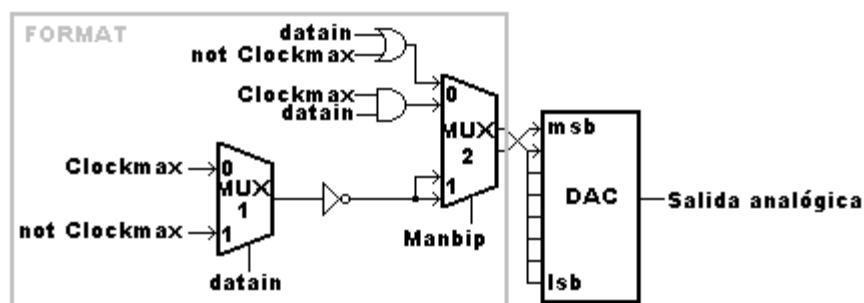 FORMAT
datain
not Clockmax
Clockmax
datain
0
MUX
2
1
Manbip
Clockmax
not Clockmax
0
MUX
1
1
datain
msb
DAC
lsb
Salida analógica